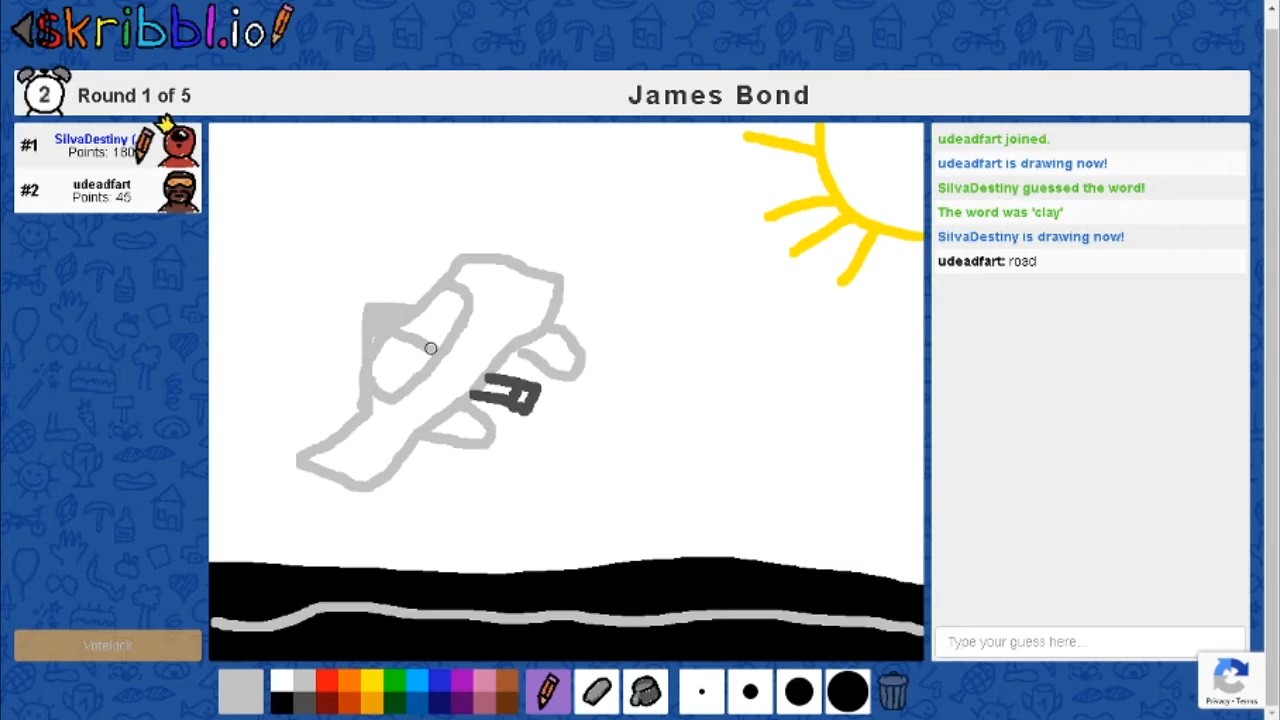 skribbl.io
2 Round 1 of 5
James Bond
#1 SilvaDestiny (
Points: 180
#2 udeadfart
Points: 45
udeadfart joined.
udeadfart is drawing now!
SilvaDestiny guessed the word!
The word was 'clay'
SilvaDestiny is drawing now!
udeadfart: road
Votekick
Type your guess here...
Privacy - Terms